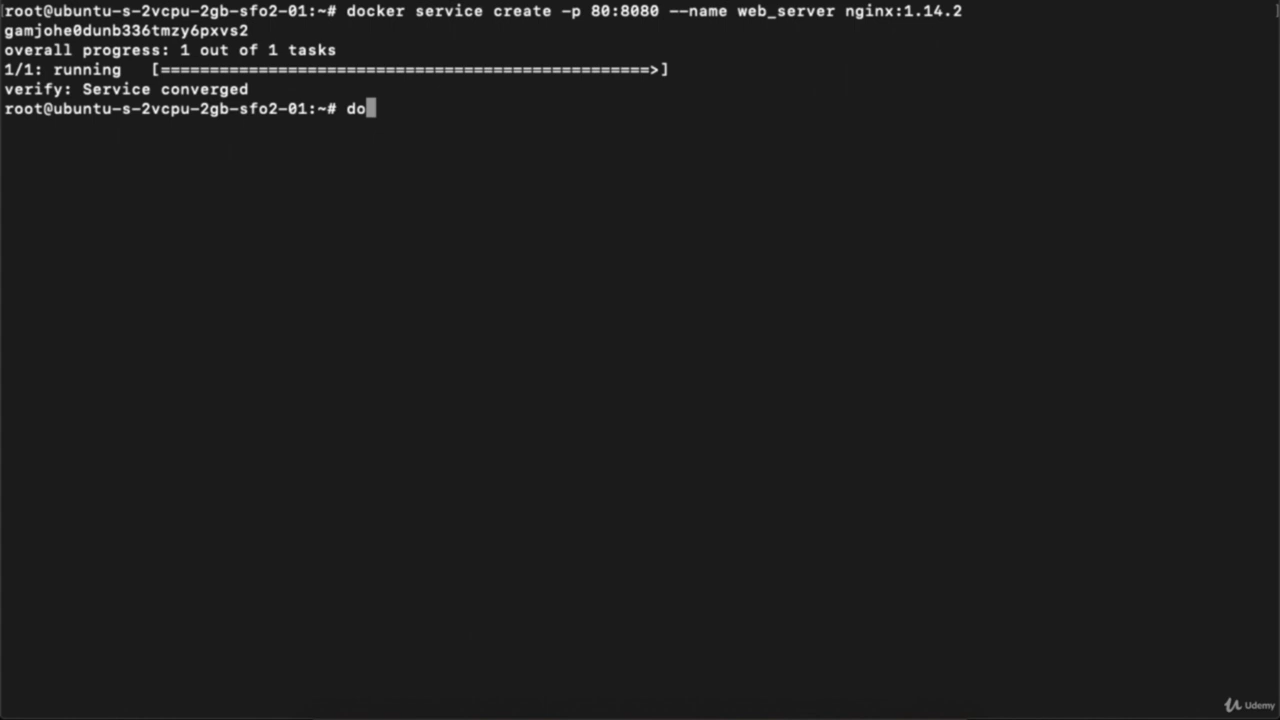 root@ubuntu-s-2vcpu-2gb-sfo2-01:~# docker service create -p 80:8080 --name web_server nginx:1.14.2
gamjohe0dunb336tmzy6pxvs2
overall progress: 1 out of 1 tasks
1/1: running   [==================================================>]
verify: Service converged
root@ubuntu-s-2vcpu-2gb-sfo2-01:~# do
Udemy